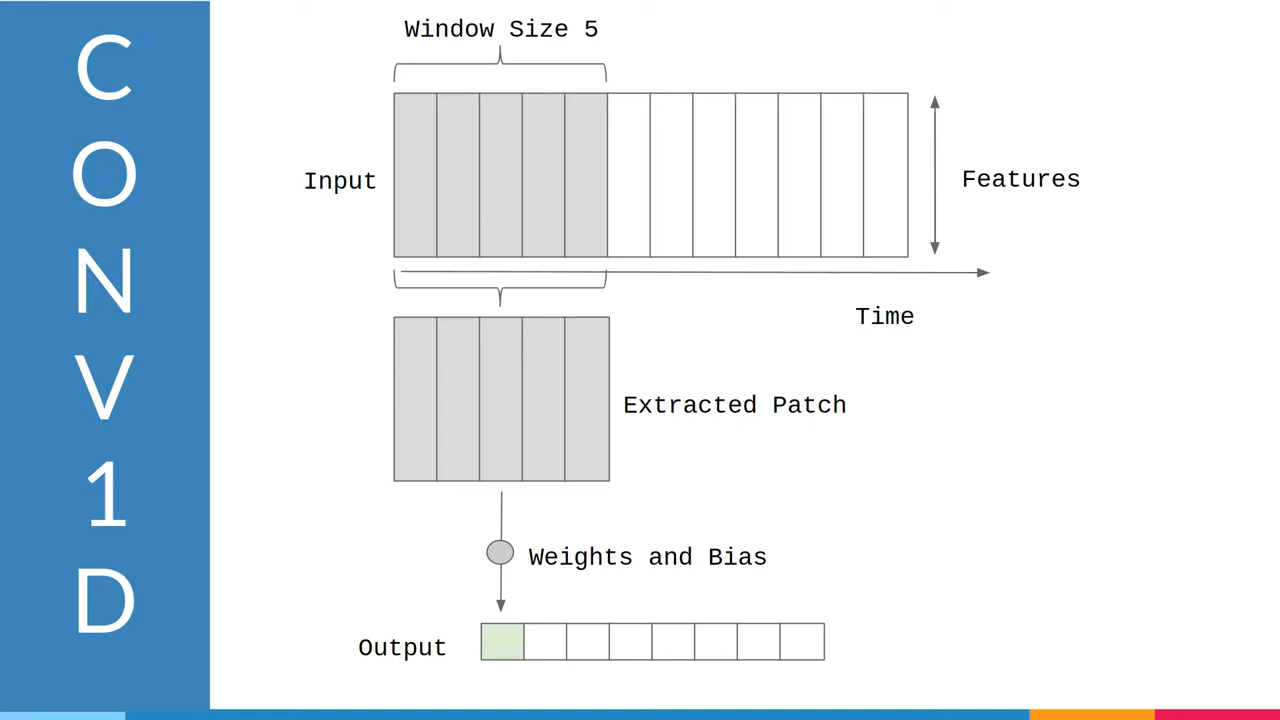 C
O
N
V
1
D
Window Size 5
Input
Features
Time
Extracted Patch
Weights and Bias
Output